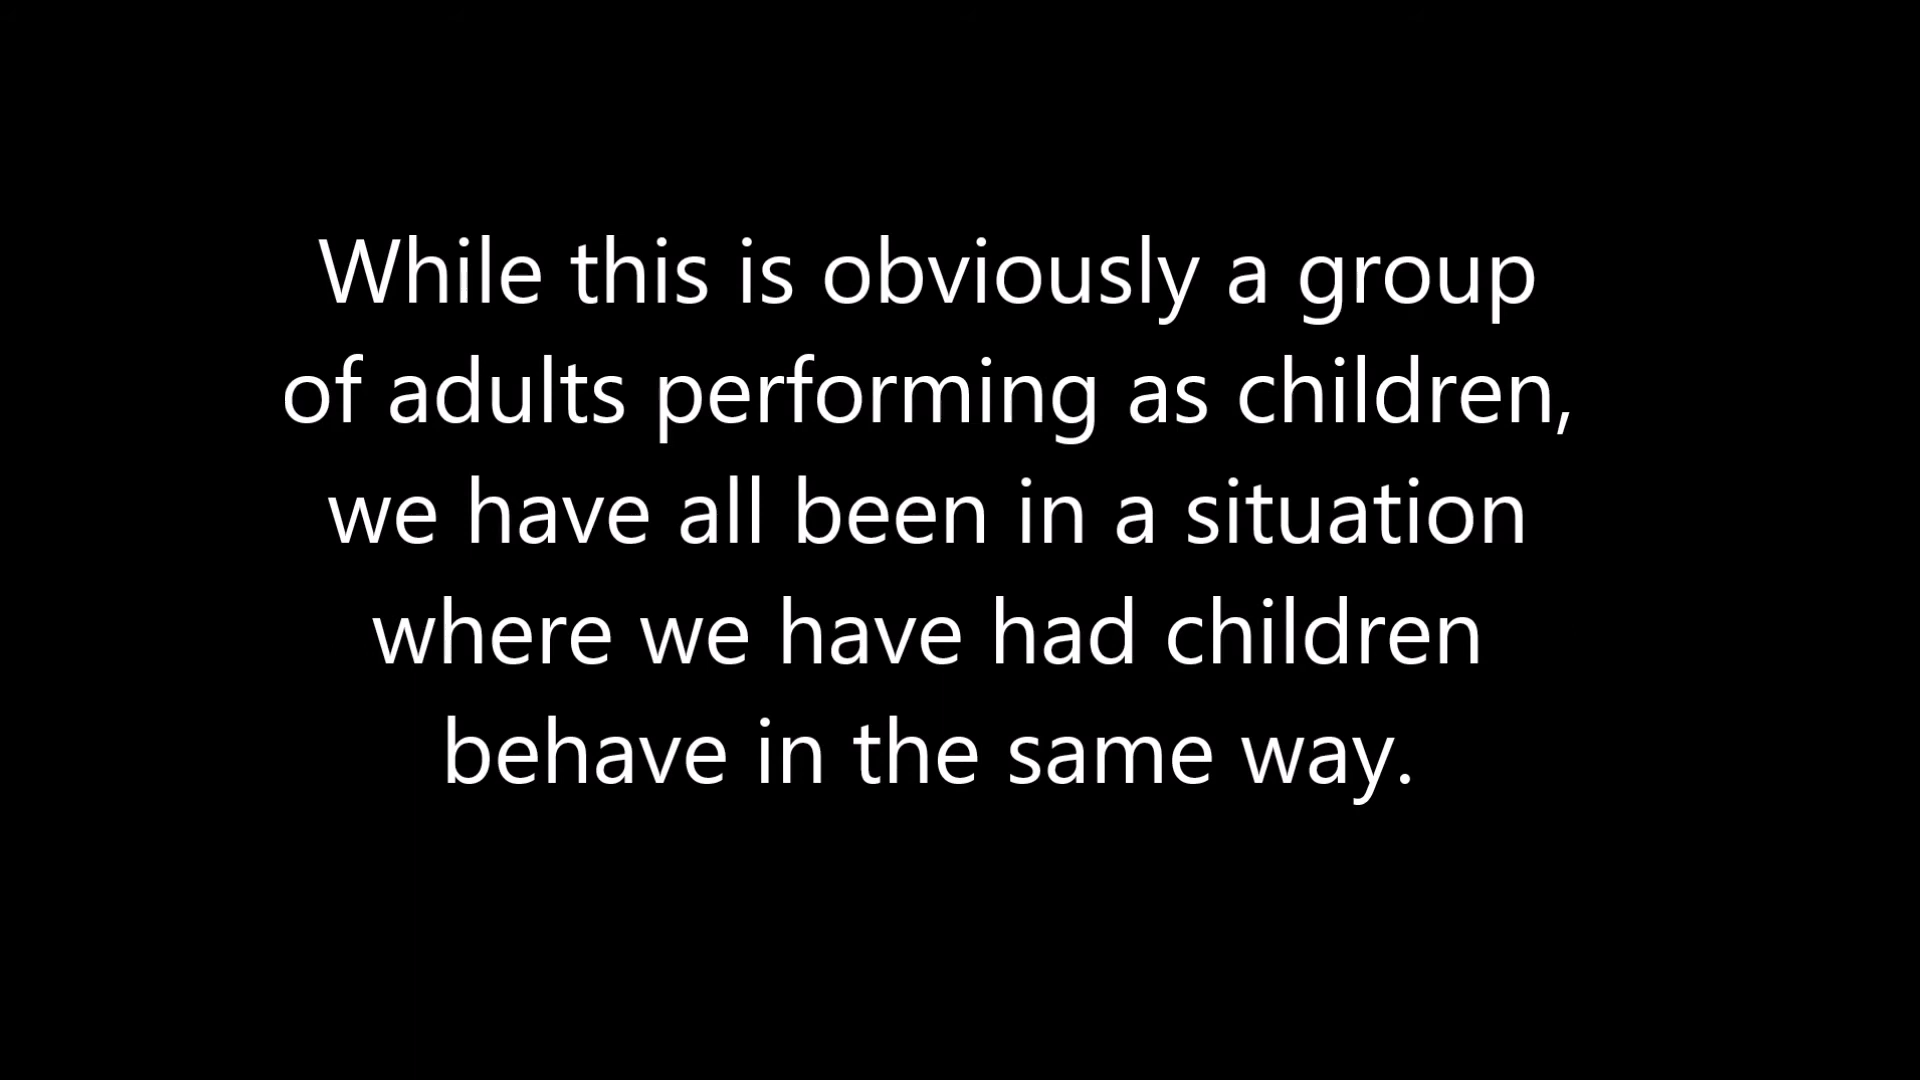 While this is obviously a group
of adults performing as children,
we have all been in a situation
where we have had children
behave in the same way.